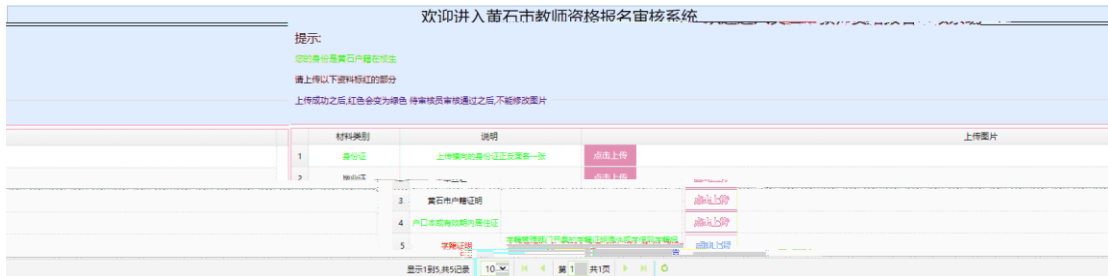 欢迎进入黄石市教师资格报名审核系统
提示:
您的身份是黄石户籍在校生
请上传以下资料标红的部分
上传成功之后,红色会变为绿色 待审核员审核通过之后,不能修改图片
材料类别 说明 上传图片
1 身份证 上传横向的身份证正反面各一张 点击上传
2 点击上传
3 黄石市户籍证明 点击上传
4 户口本或有效期内居住证 点击上传
5 学籍证明 点击上传
显示1到5,共5记录 10 第 1 共1页